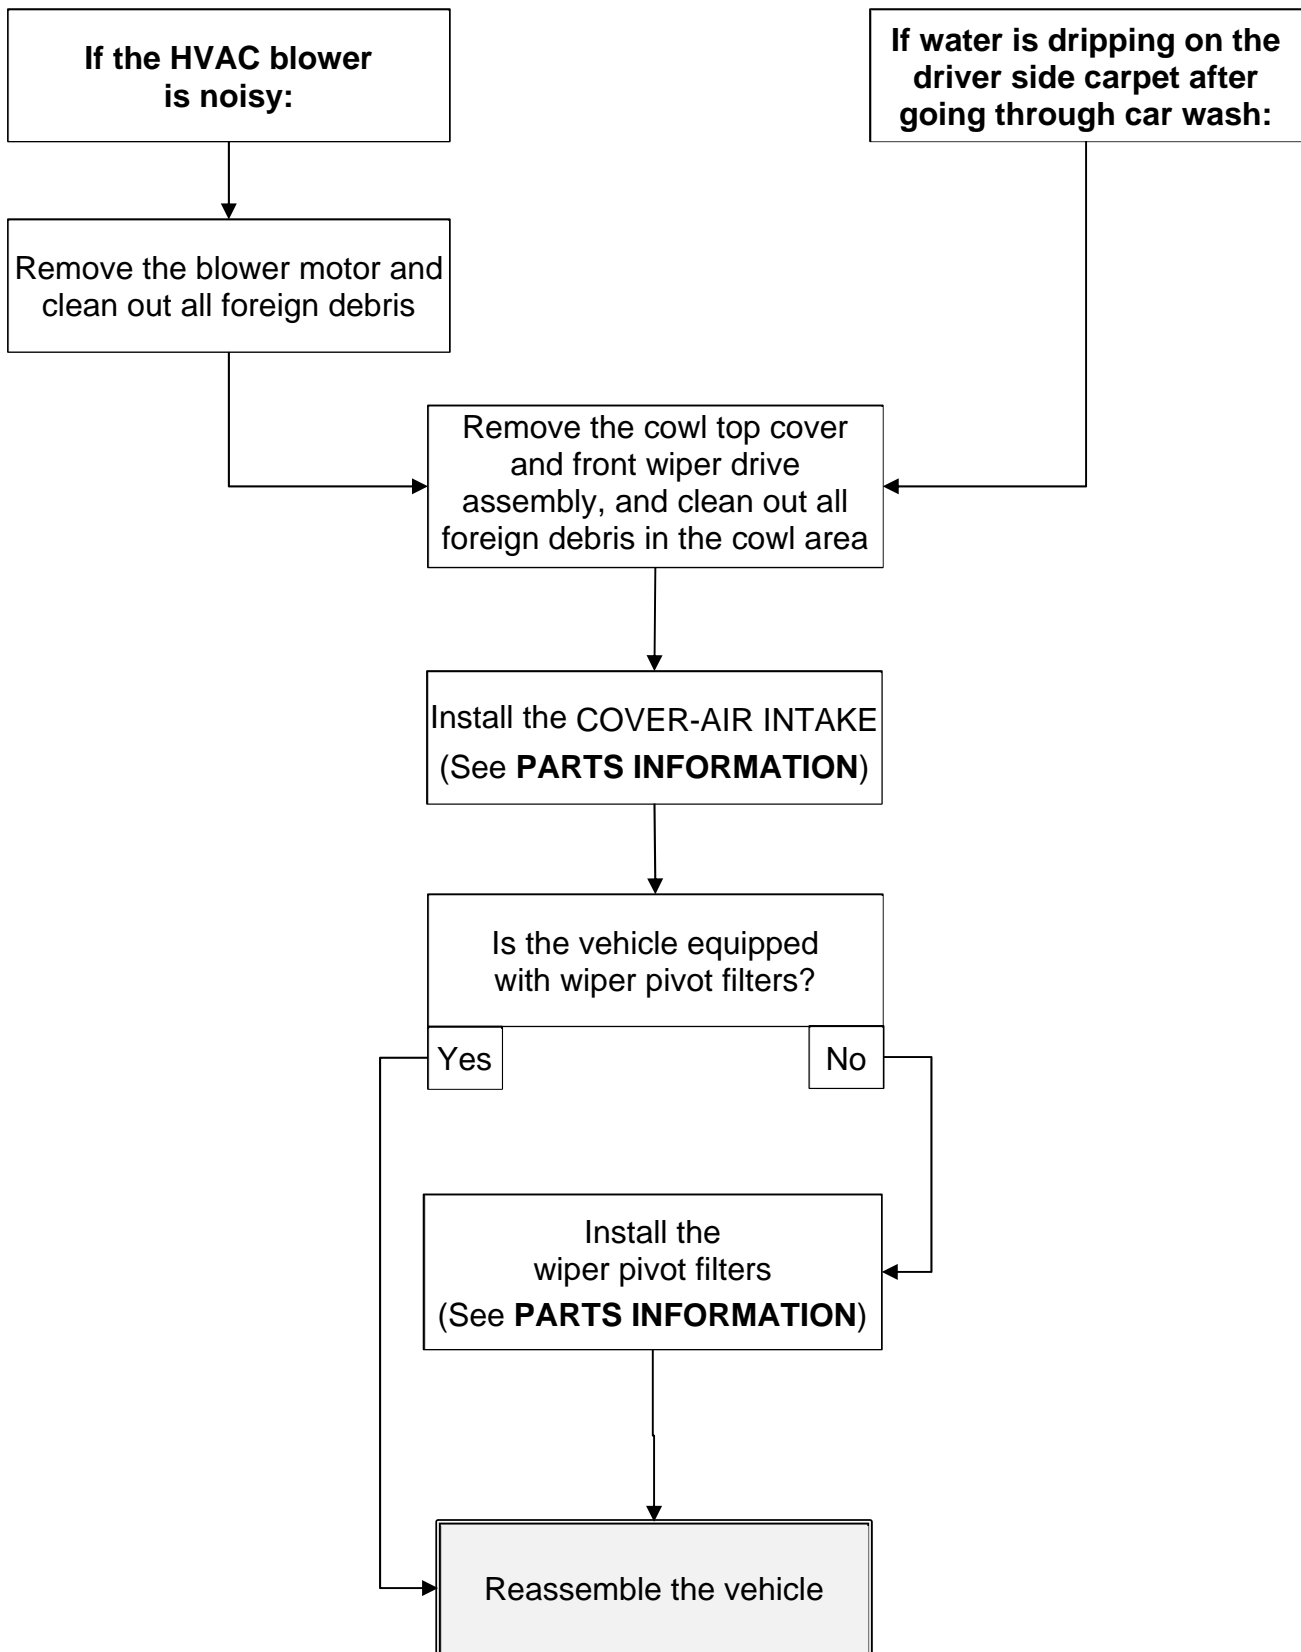 If the HVAC blower
is noisy:
If water is dripping on the
driver side carpet after
going through car wash:
Remove the blower motor and
clean out all foreign debris
Remove the cowl top cover
and front wiper drive
assembly, and clean out all
foreign debris in the cowl area
Install the COVER-AIR INTAKE
(See PARTS INFORMATION)
Is the vehicle equipped
with wiper pivot filters?
Yes
No
Install the
wiper pivot filters
(See PARTS INFORMATION)
Reassemble the vehicle